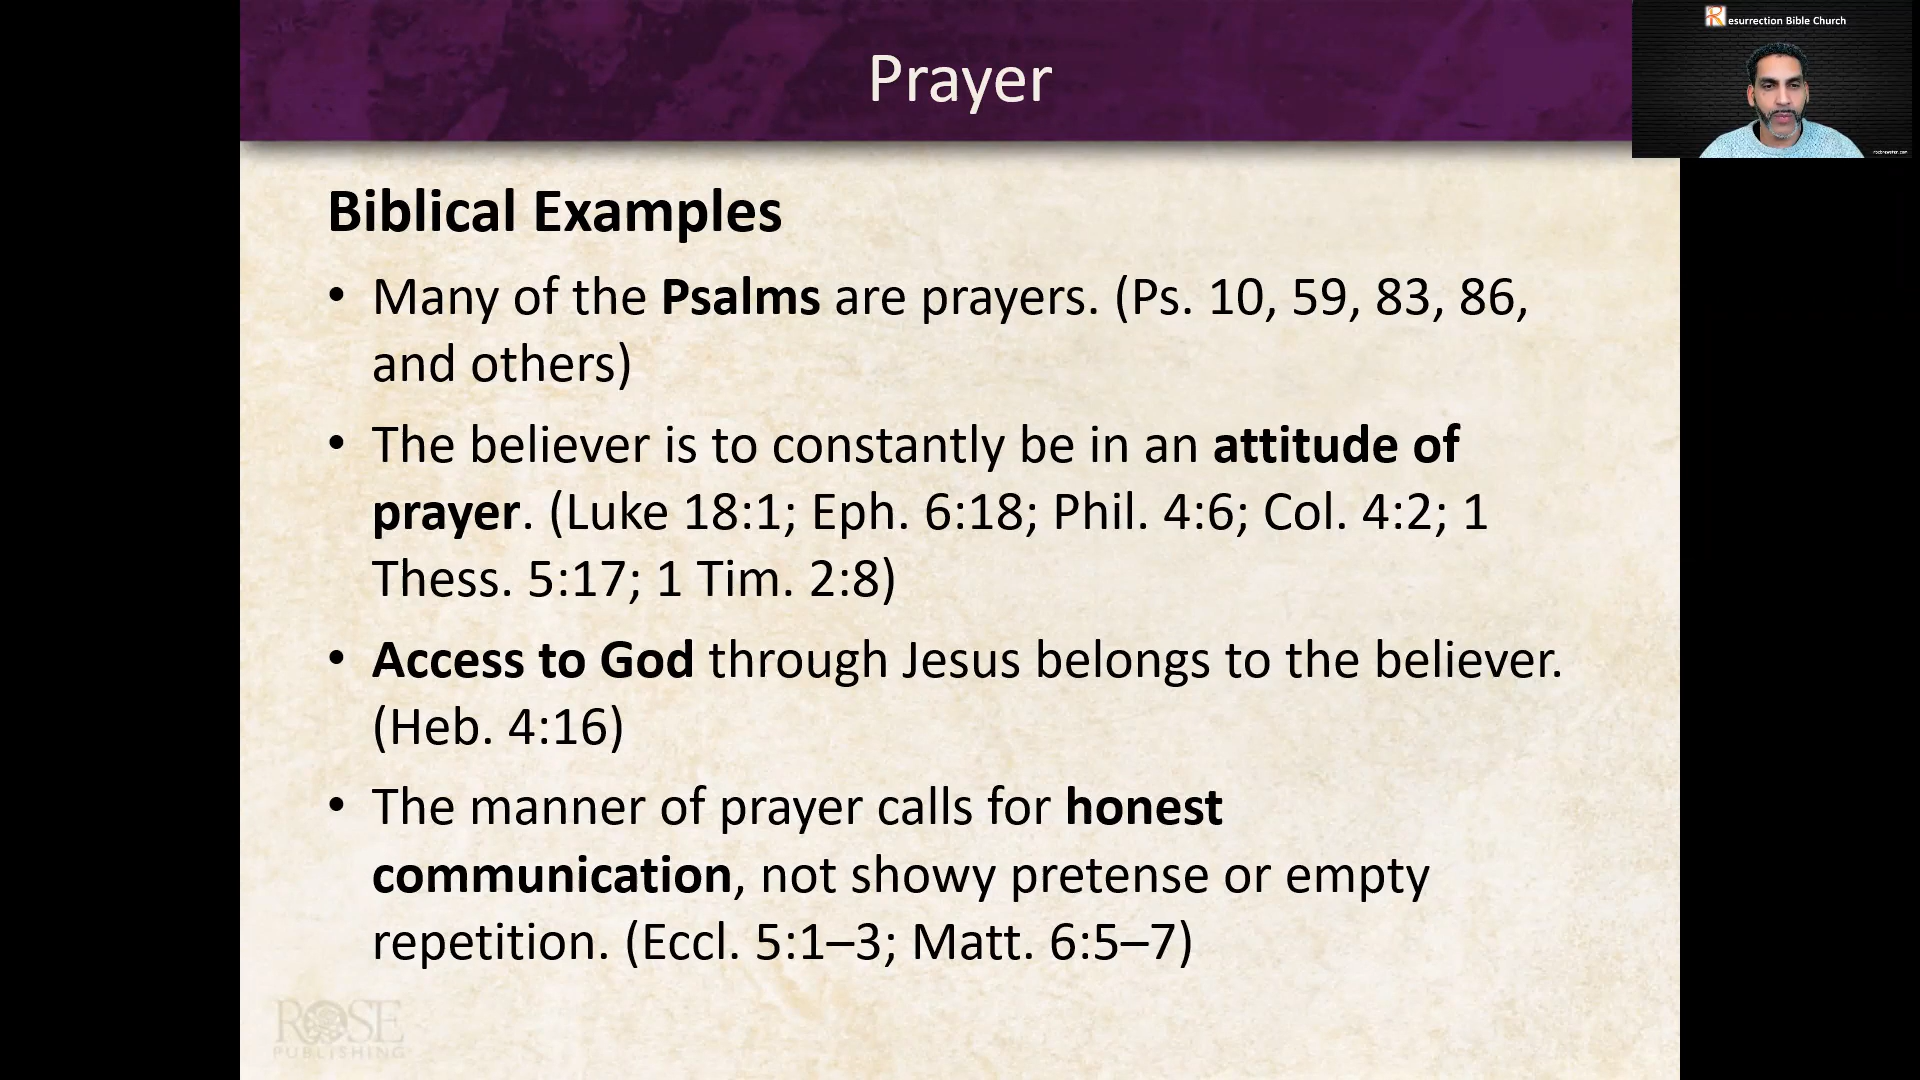 Prayer
Resurrection Bible Church
Biblical Examples
• Many of the Psalms are prayers. (Ps. 10, 59, 83, 86,
and others)
• The believer is to constantly be in an attitude of
prayer. (Luke 18:1; Eph. 6:18; Phil. 4:6; Col. 4:2; 1
Thess. 5:17; 1 Tim. 2:8)
• Access to God through Jesus belongs to the believer.
(Heb. 4:16)
• The manner of prayer calls for honest
communication, not showy pretense or empty
repetition. (Eccl. 5:1–3; Matt. 6:5–7)
ROSE
PUBLISHING